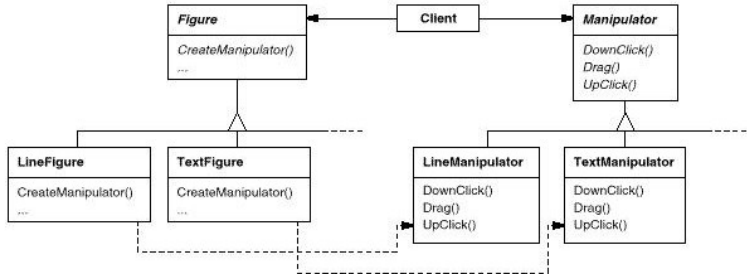 Figure
CreateManipulator()
...
Client
Manipulator
DownClick()
Drag()
UpClick()
LineFigure
CreateManipulator()
...
TextFigure
CreateManipulator()
...
LineManipulator
DownClick()
Drag()
UpClick()
TextManipulator
DownClick()
Drag()
UpClick()